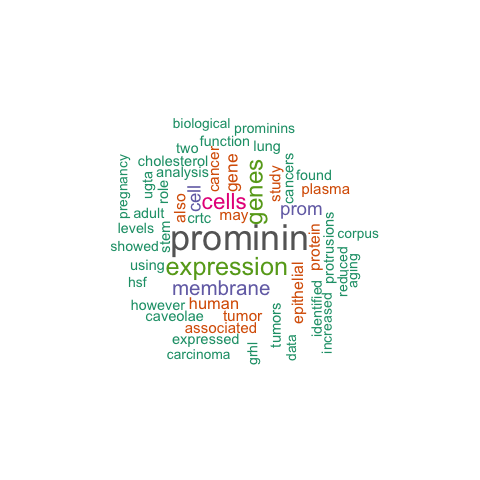 biological
prominins
function
two
lung
cholesterol
analysis
cancer
gene
genes
study
cancers
found
plasma
pregnancy
ugta
role
cell
cells
also
adult
crtc
may
prom
levels
stem
prominin
protein
protrusions
corpus
showed
using
expression
epithelial
reduced
aging
hsf
membrane
however
human
caveolae
tumor
associated
identified
increased
expressed
tumors
carcinoma
grhl
data